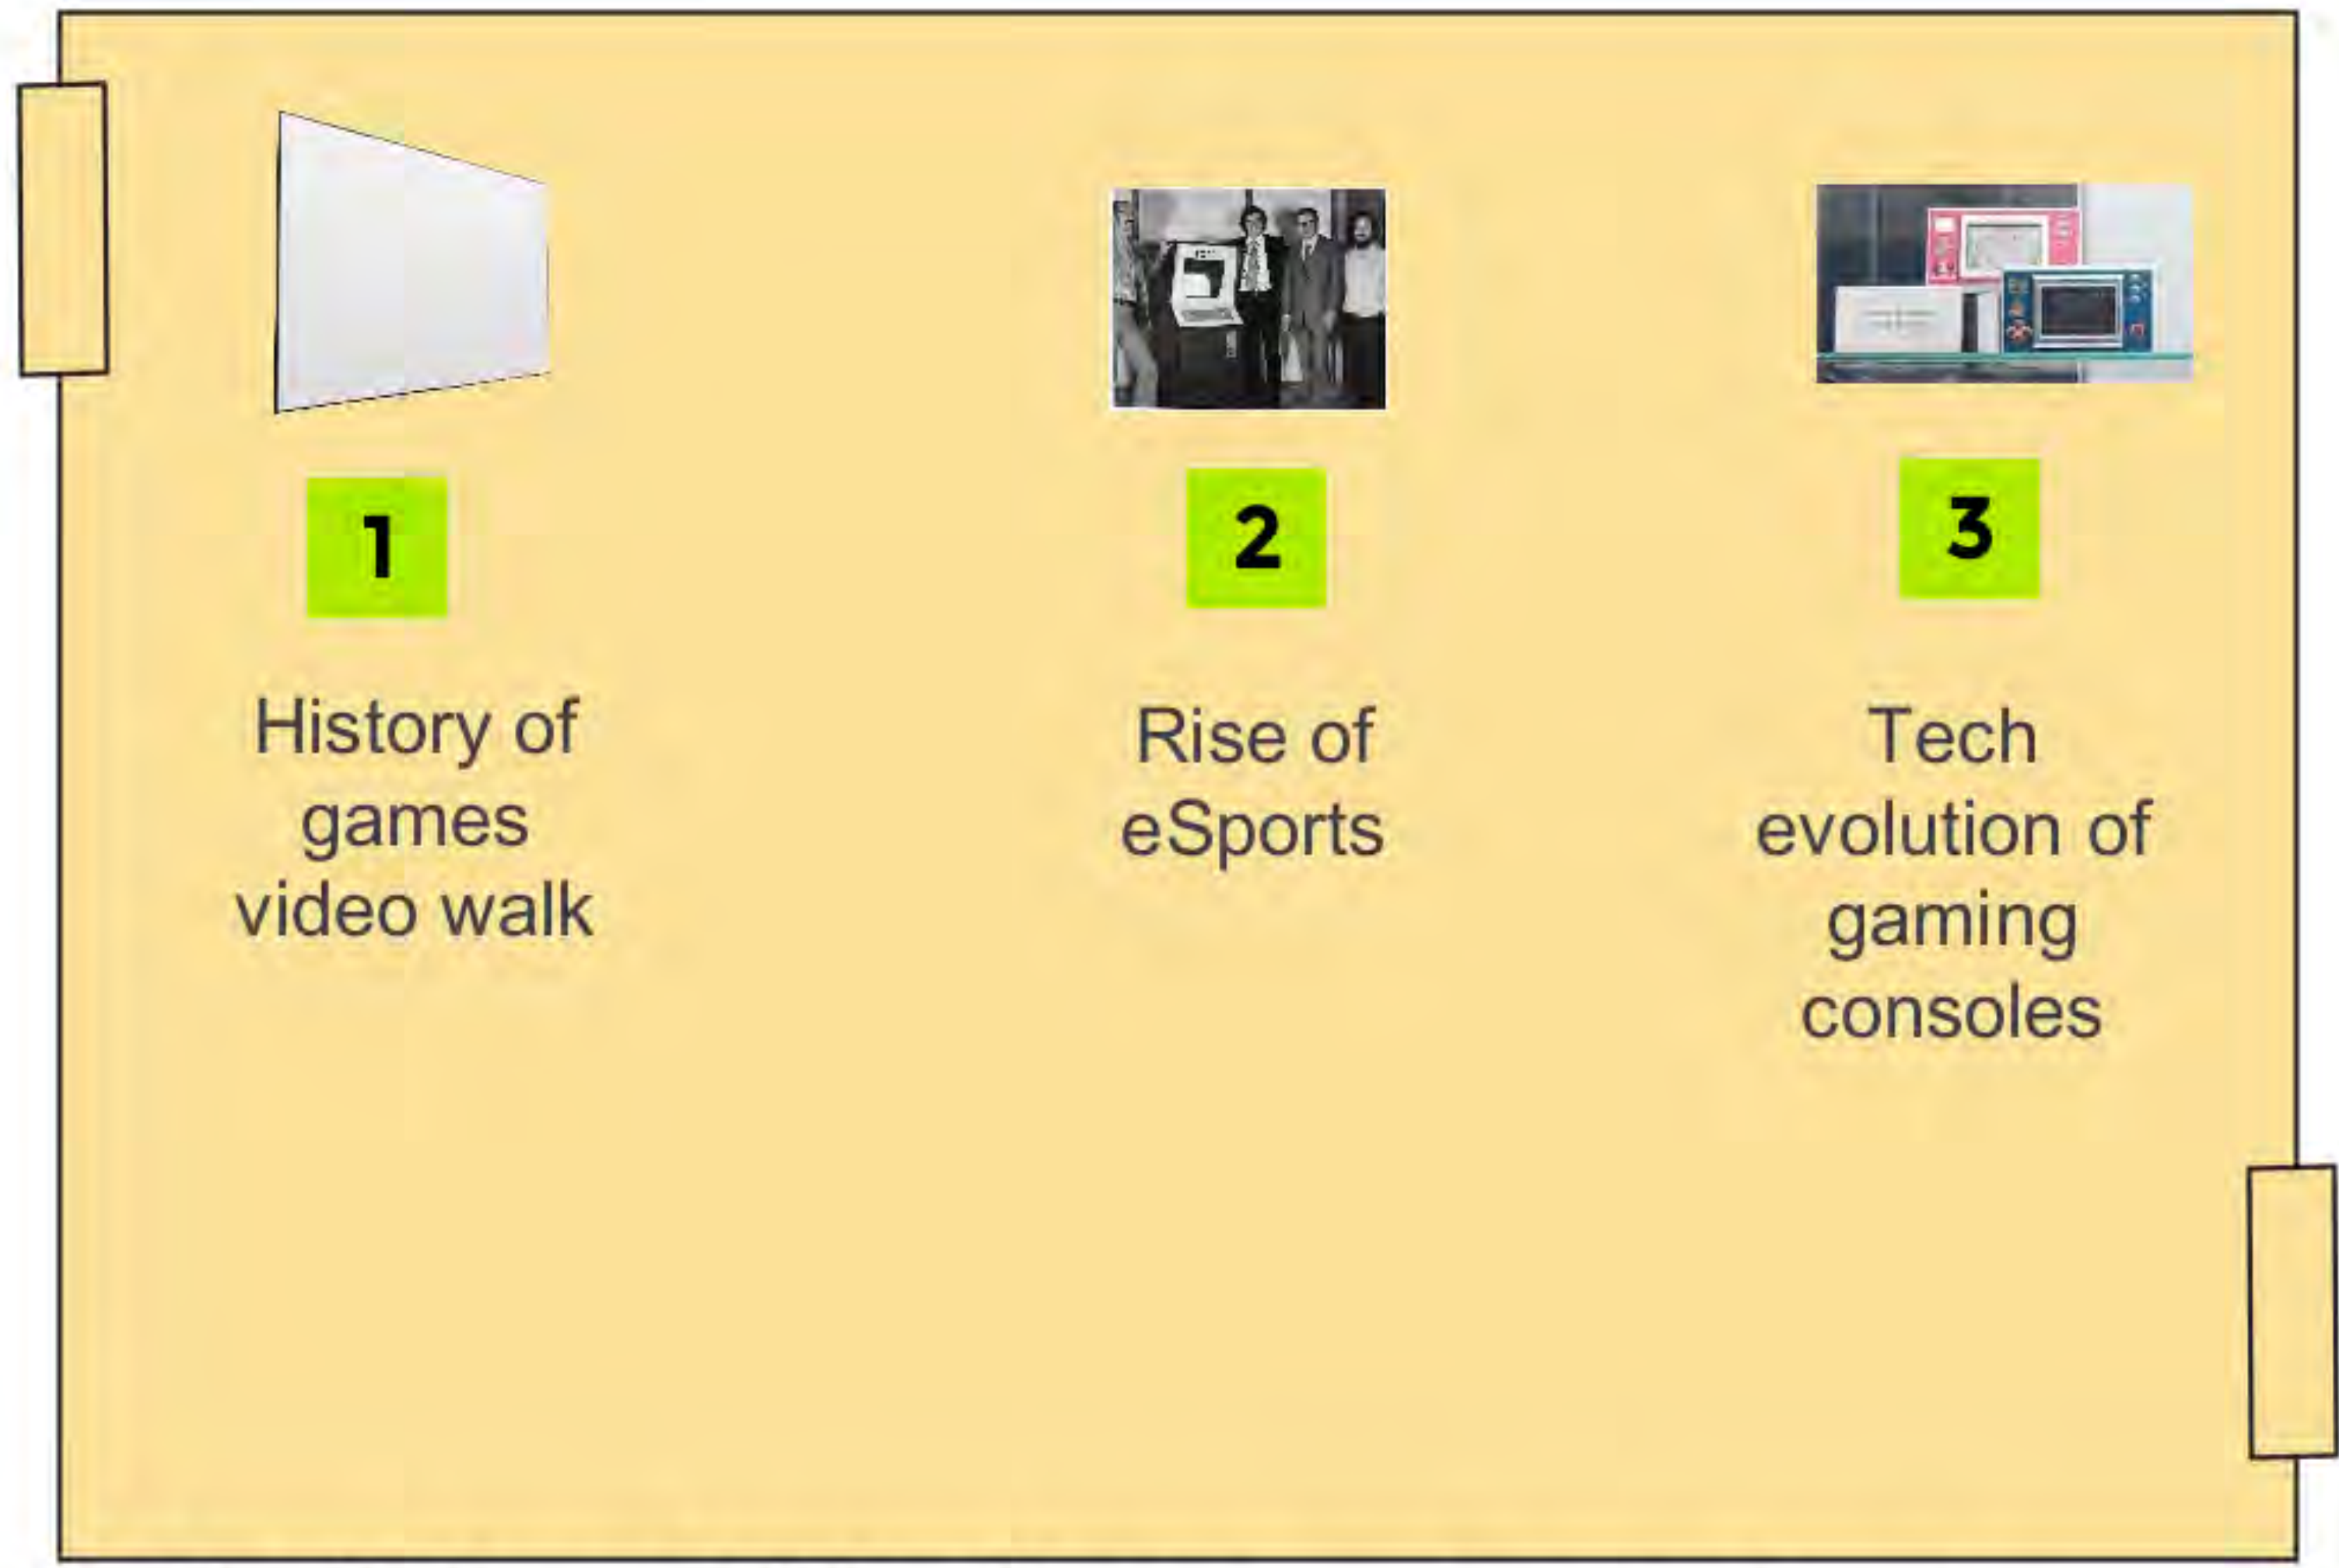 1
History of
games
video walk
2
Rise of
eSports
3
Tech
evolution of
gaming
consoles